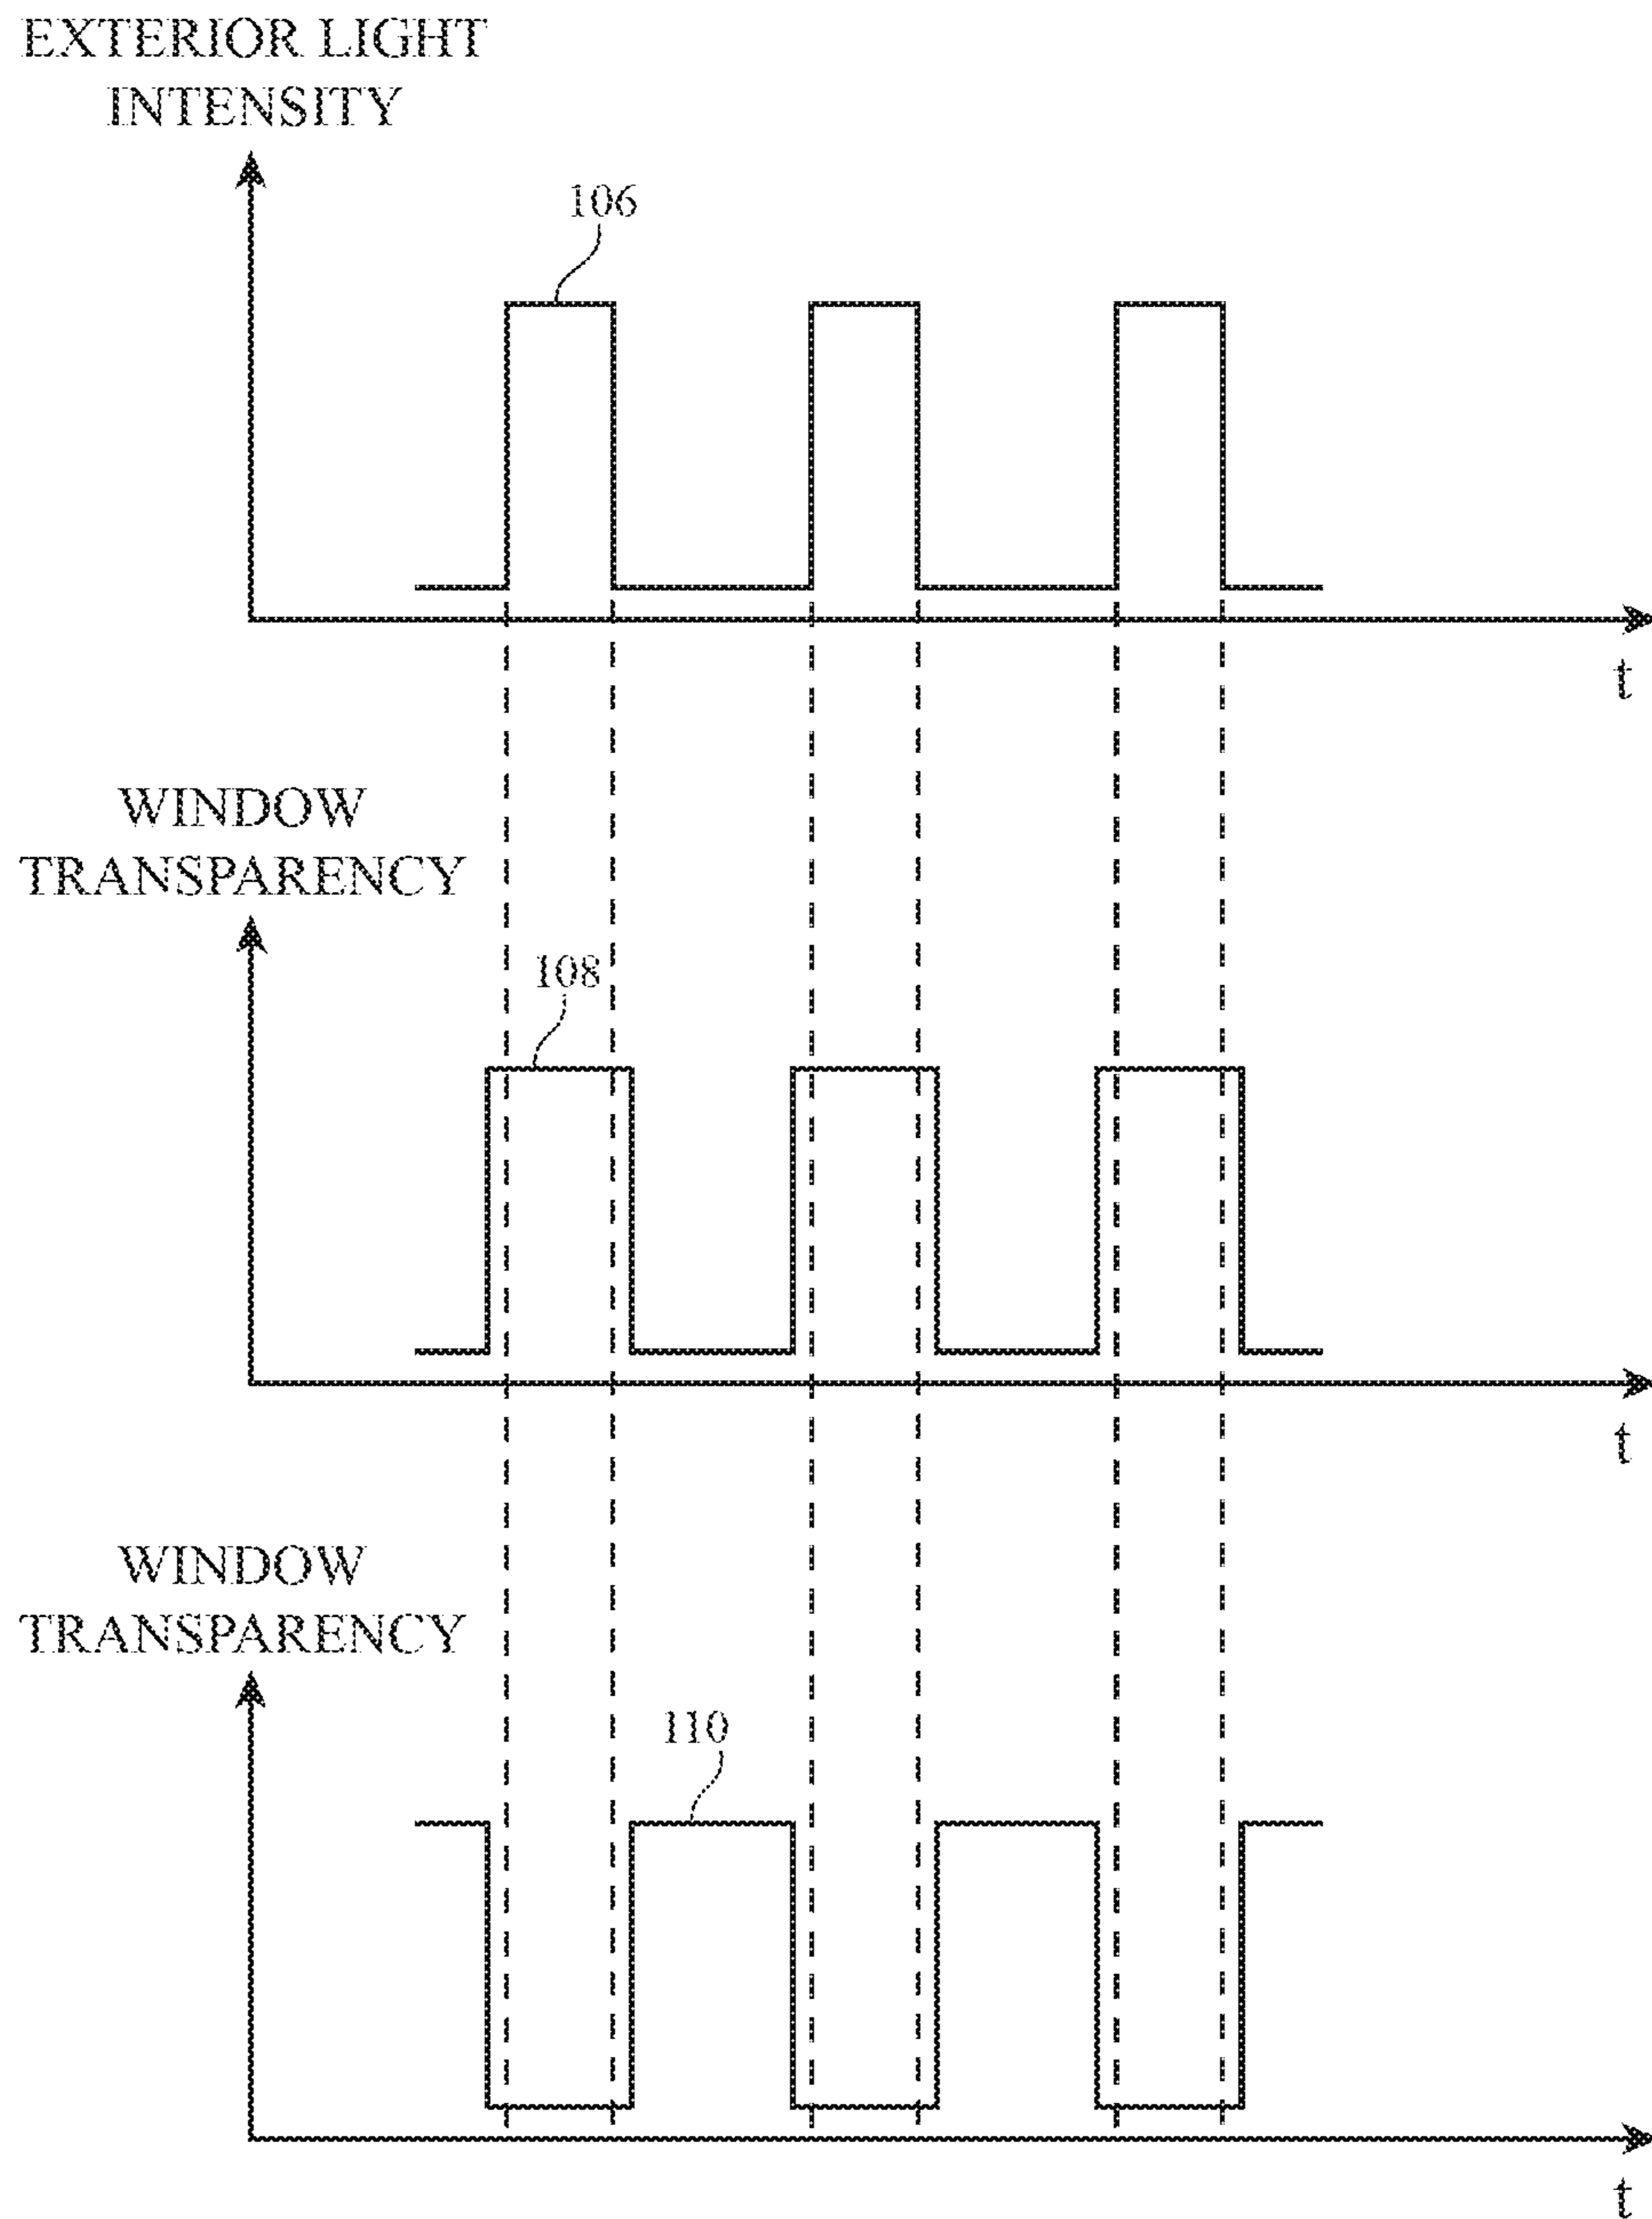 EXTERIOR LIGHT
INTENSITY
106
t
WINDOW
TRANSPARENCY
108
t
WINDOW
TRANSPARENCY
110
t